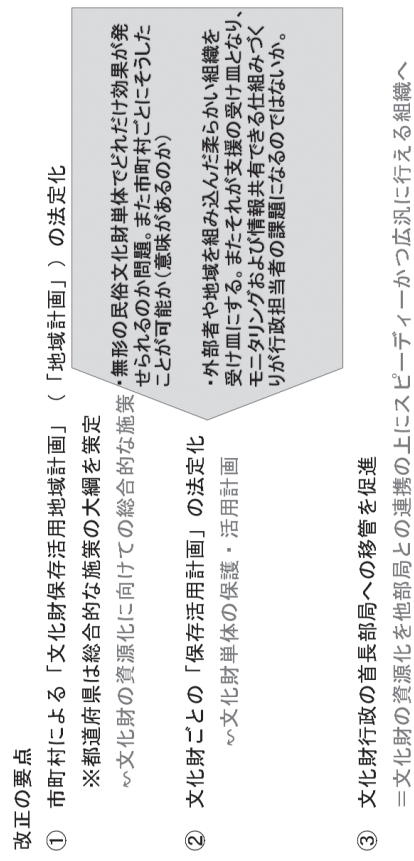 改正の要点
① 市町村による「文化財保存活用地域計画」（「地域計画」）の法定化
※都道府県は総合的な施策の大綱を策定
〜文化財の資源化に向けての総合的な施策
② 文化財ごとの「保存活用計画」の法定化
〜文化財単体の保護・活用計画
③ 文化財行政の首長部局への移管を促進
＝文化財の資源化を他部局との連携の上にスピーディーかつ広汎に行える組織へ
・無形の民俗文化財単体でどれだけ効果が発
せられるのか問題。また市町村ごとにそうした
ことが可能か（意味があるのか）
・外部者や地域を組み込んだ柔らかい組織を
受け皿にする。またそれが支援の受け皿となり、
モニタリングおよび情報共有できる仕組みづく
りが行政担当者の課題になるのではないか。